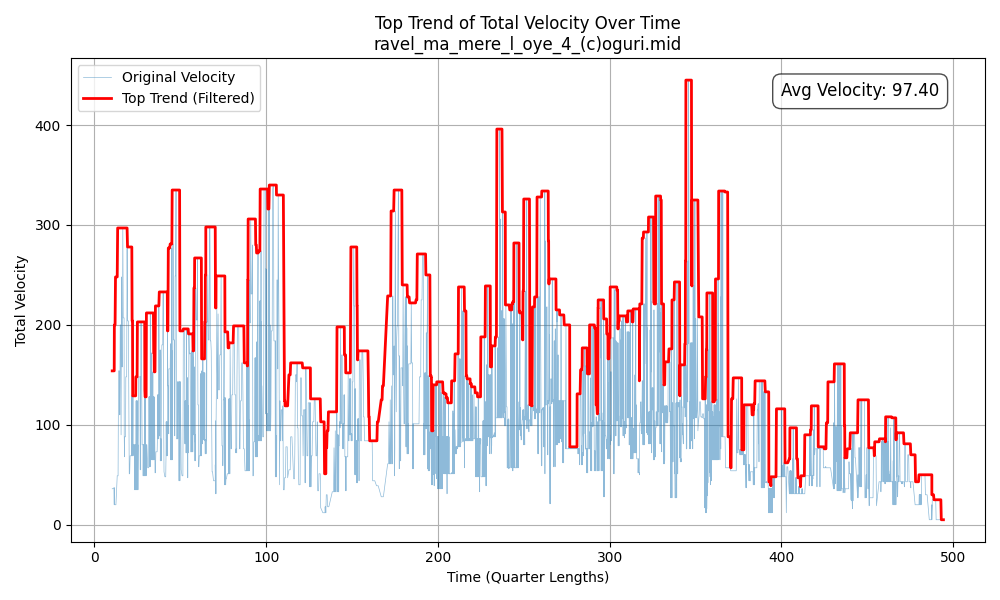 Top Trend of Total Velocity Over Time
ravel_ma_mere_l_oye_4_(c)oguri.mid
Original Velocity
Top Trend (Filtered)
Avg Velocity: 97.40
Total Velocity
400
300
200
100
0
0 100 200 300 400 500
Time (Quarter Lengths)